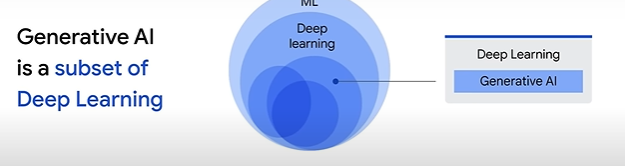 Generative AI
is a subset of
Deep Learning
ML
Deep
learning
Deep Learning
Generative AI